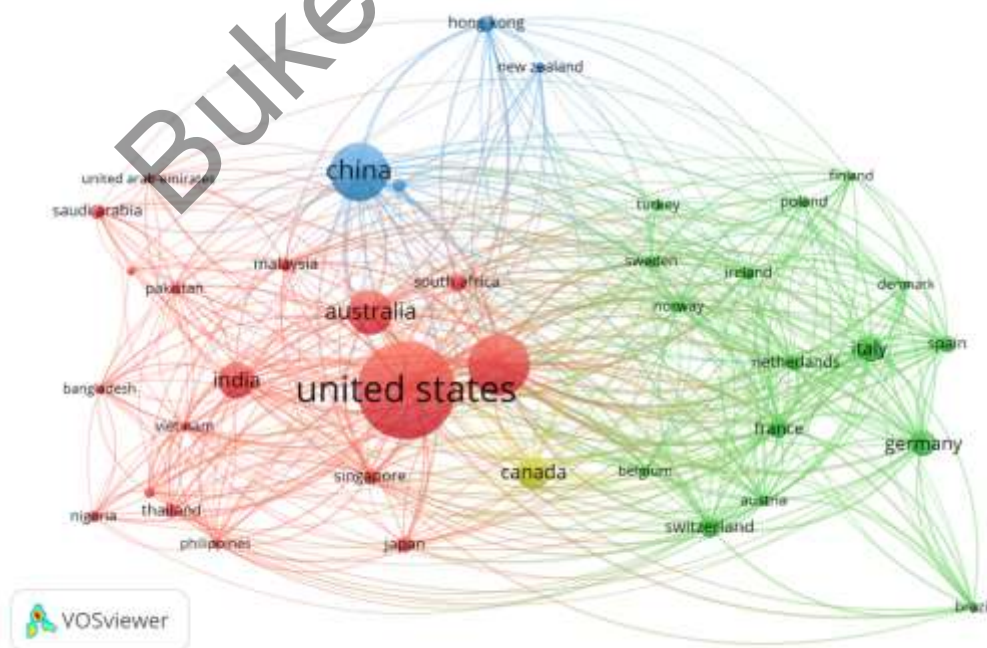 Buke
hong kong
new zealand
china
united arab emirates
saudi arabia
finland
turkey
poland
malaysia
pakistan
south africa
sweden
ireland
denmark
australia
norway
india
united states
netherlands
italy
spain
bangladesh
vietnam
france
germany
singapore
canada
belgium
nigeria
thailand
austria
switzerland
philippines
japan
brazi
VOSviewer